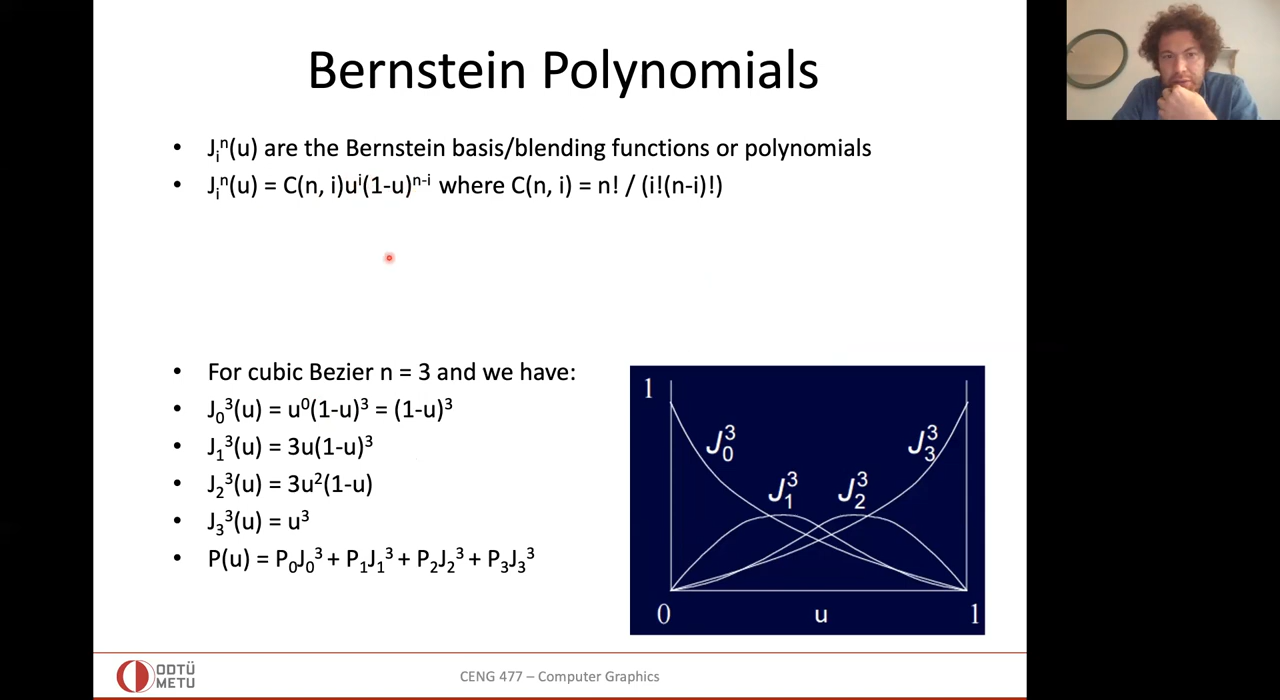 Bernstein Polynomials
• Jᵢⁿ(u) are the Bernstein basis/blending functions or polynomials
• Jᵢⁿ(u) = C(n, i)uⁱ(1-u)ⁿ⁻ⁱ where C(n, i) = n! / (i!(n-i)!)
• For cubic Bezier n = 3 and we have:
• J₀³(u) = u⁰(1-u)³ = (1-u)³
• J₁³(u) = 3u(1-u)³
• J₂³(u) = 3u²(1-u)
• J₃³(u) = u³
• P(u) = P₀J₀³ + P₁J₁³ + P₂J₂³ + P₃J₃³
1
J₀³
J₃³
J₁³
J₂³
0
u
1
ODTÜ
METU
CENG 477 – Computer Graphics